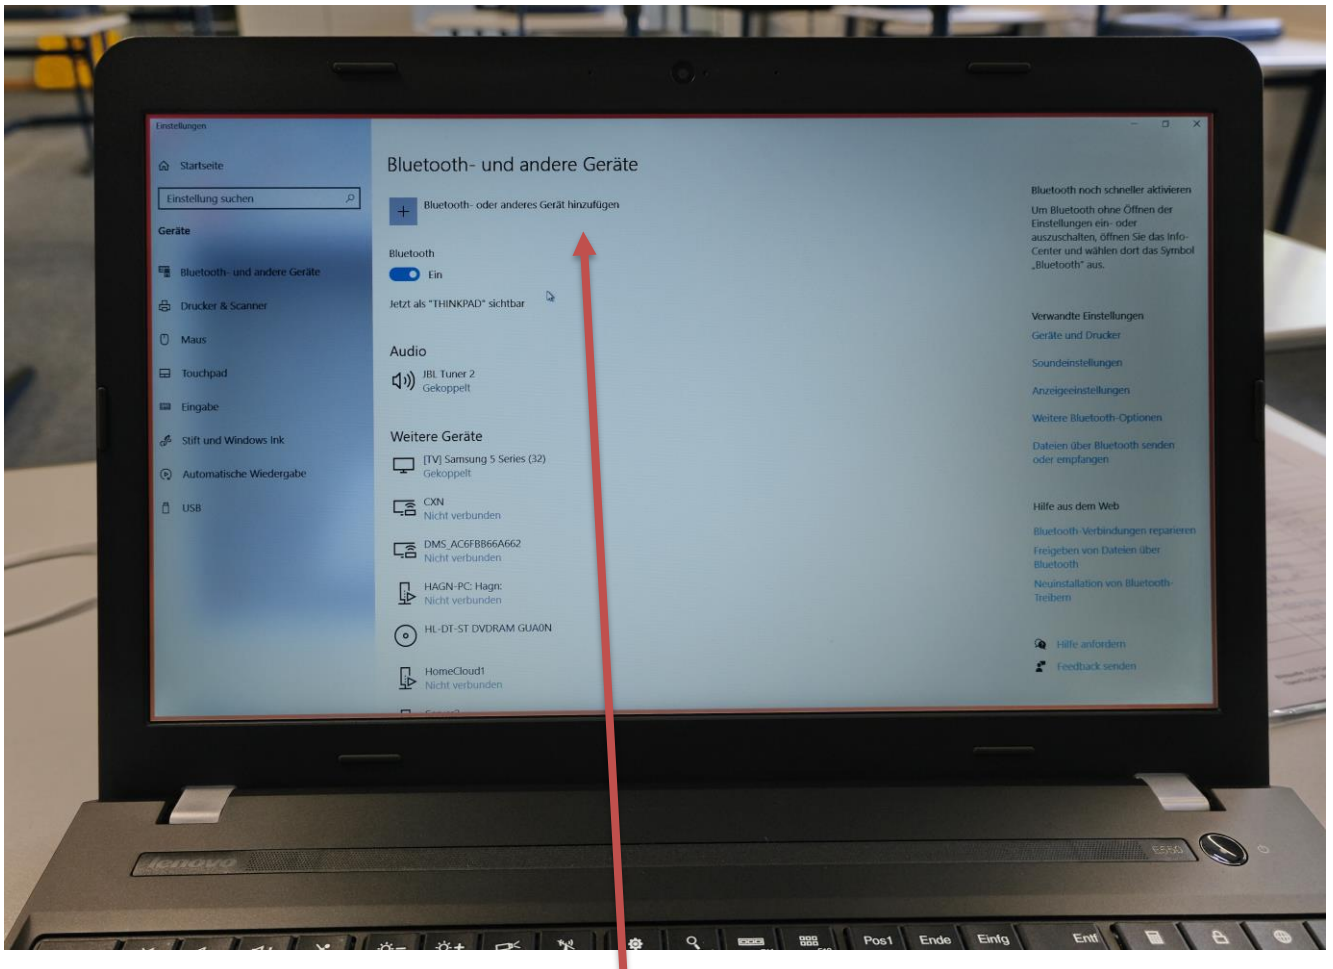 Einstellungen
Startseite
Einstellung suchen
Geräte
Bluetooth- und andere Geräte
Drucker & Scanner
Maus
Touchpad
Eingabe
Stift und Windows Ink
Automatische Wiedergabe
USB
Bluetooth- und andere Geräte
Bluetooth- oder anderes Gerät hinzufügen
Bluetooth
Ein
Jetzt als "THINKPAD" sichtbar
Audio
JBL Tuner 2
Gekoppelt
Weitere Geräte
[TV] Samsung 5 Series (32)
Gekoppelt
CXN
Nicht verbunden
DMS_AC6FBB66A662
Nicht verbunden
HAGN-PC: Hagn:
Nicht verbunden
HL-DT-ST DVDRAM GUA0N
HomeCloud1
Nicht verbunden
Bluetooth noch schneller aktivieren
Um Bluetooth ohne Öffnen der
Einstellungen ein- oder
auszuschalten, öffnen Sie das Info-
Center und wählen dort das Symbol
„Bluetooth" aus.
Verwandte Einstellungen
Geräte und Drucker
Soundeinstellungen
Anzeigeeinstellungen
Weitere Bluetooth-Optionen
Dateien über Bluetooth senden
oder empfangen
Hilfe aus dem Web
Bluetooth-Verbindungen reparieren
Freigeben von Dateien über
Bluetooth
Neuinstallation von Bluetooth-
Treibern
Hilfe anfordern
Feedback senden
lenovo
E560
Pos1 Ende Einfg Entf